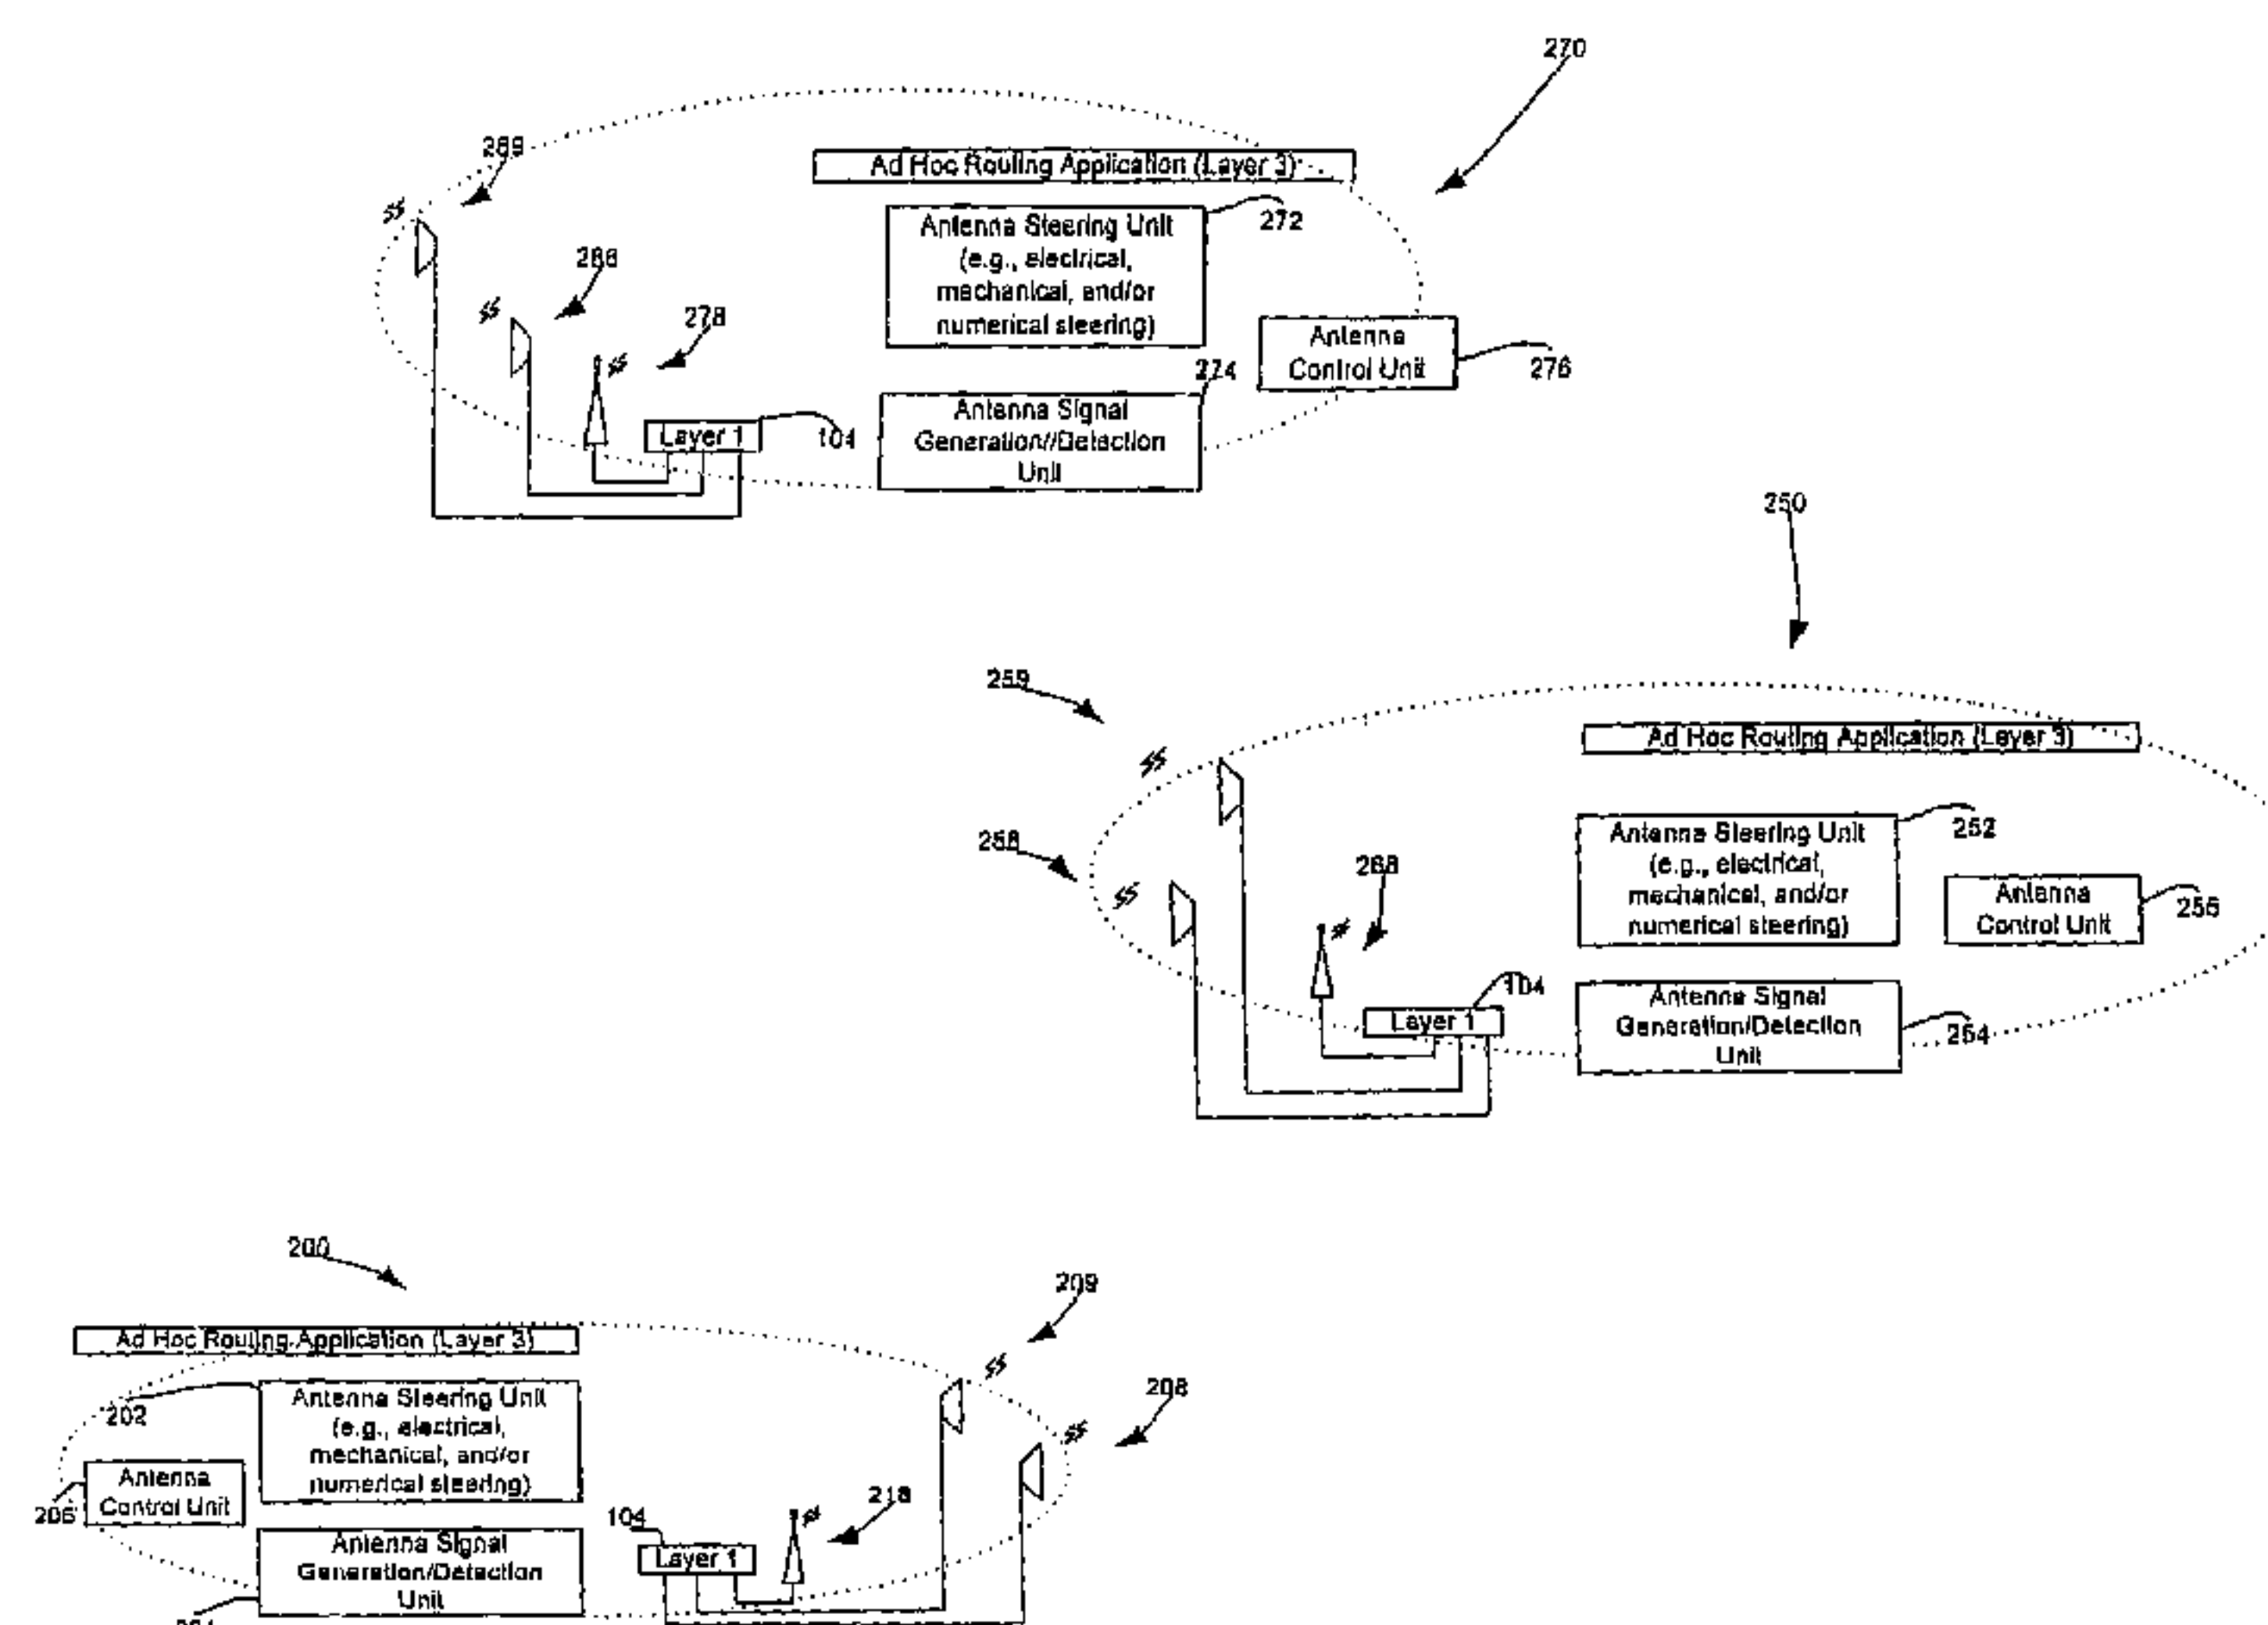 270
289
Ad Hoc Routing Application (Layer 3)
Antenna Steering Unit
(e.g., electrical,
mechanical, and/or
numerical steering)
272
286
278
Antenna
Control Unit
276
274
Antenna Signal
Generation//Detection
Unit
Layer 1
104
250
259
Ad Hoc Routing Application (Layer 3)
258
Antenna Steering Unit
(e.g., electrical,
mechanical, and/or
numerical steering)
252
268
Antenna
Control Unit
256
Layer 1
104
Antenna Signal
Generation/Detection
Unit
254
200
209
Ad Hoc Routing Application (Layer 3)
208
202
Antenna Steering Unit
(e.g., electrical,
mechanical, and/or
numerical steering)
Antenna
Control Unit
206
218
104
Layer 1
Antenna Signal
Generation/Detection
Unit